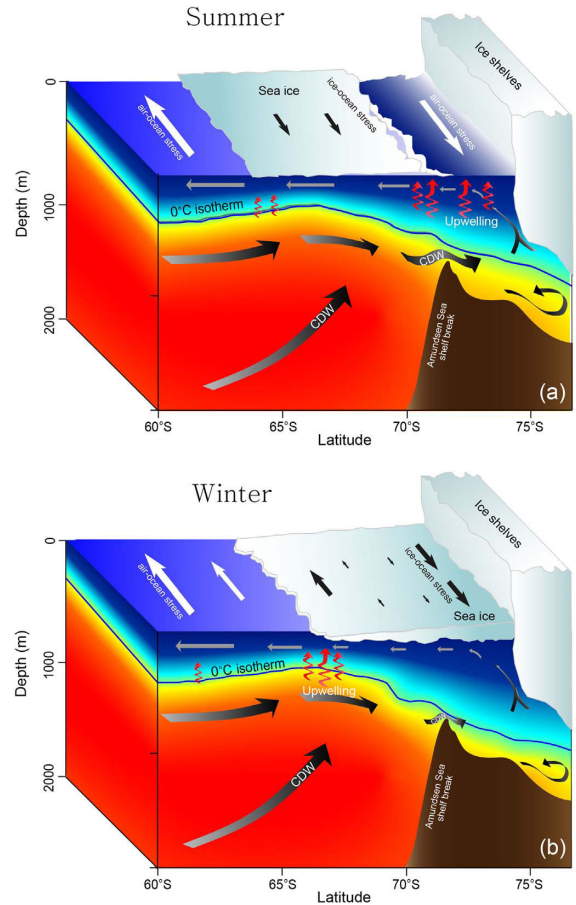 Summer
Ice shelves
Sea ice
ice-ocean stress
air-ocean stress
air-ocean stress
0
1000
2000
Depth (m)
0°C isotherm
Upwelling
CDW
CDW
Amundsen Sea
shelf break
(a)
60°S
65°S
70°S
75°S
Latitude
Winter
Ice shelves
ice-ocean stress
air-ocean stress
Sea ice
0
1000
2000
Depth (m)
0°C isotherm
Upwelling
CDW
CDW
Amundsen Sea
shelf break
(b)
60°S
65°S
70°S
75°S
Latitude